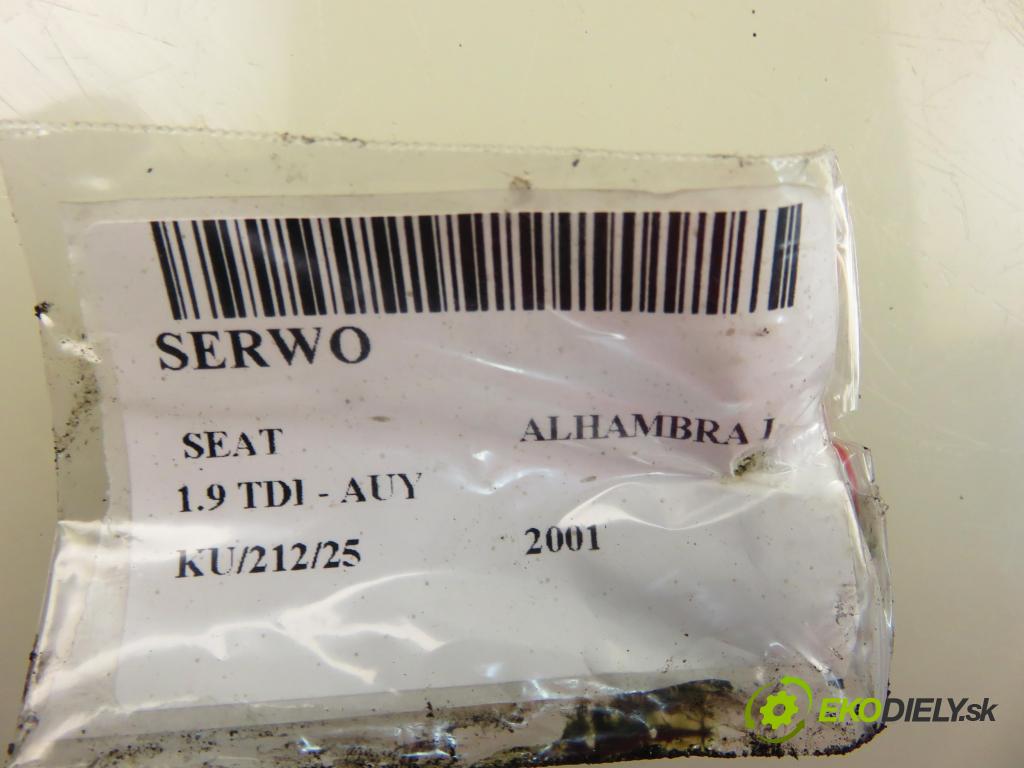 SERWO
SEAT ALHAMBRA I
1.9 TDI - AUY
KU/212/25 2001
EKODIELY.sk